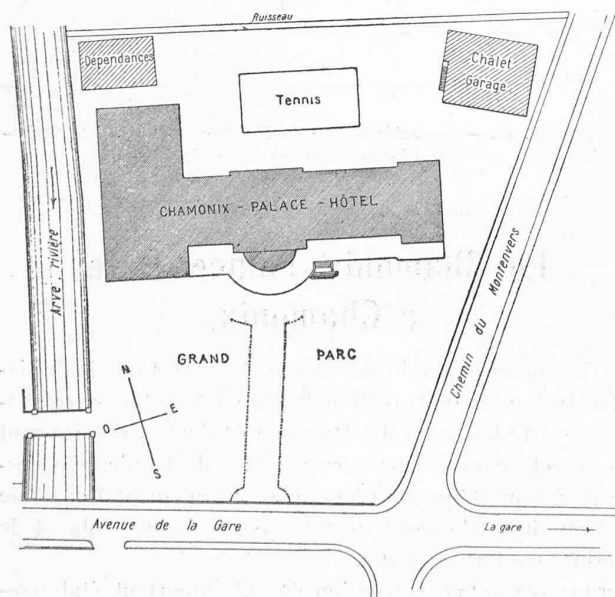 Ruisseau
Dépendances
Châlet
Garage
Tennis
CHAMONIX - PALACE - HÔTEL
Arve rivière
Chemin du Montenvers
GRAND PARC
N
O E
S
Avenue de la Gare
La gare